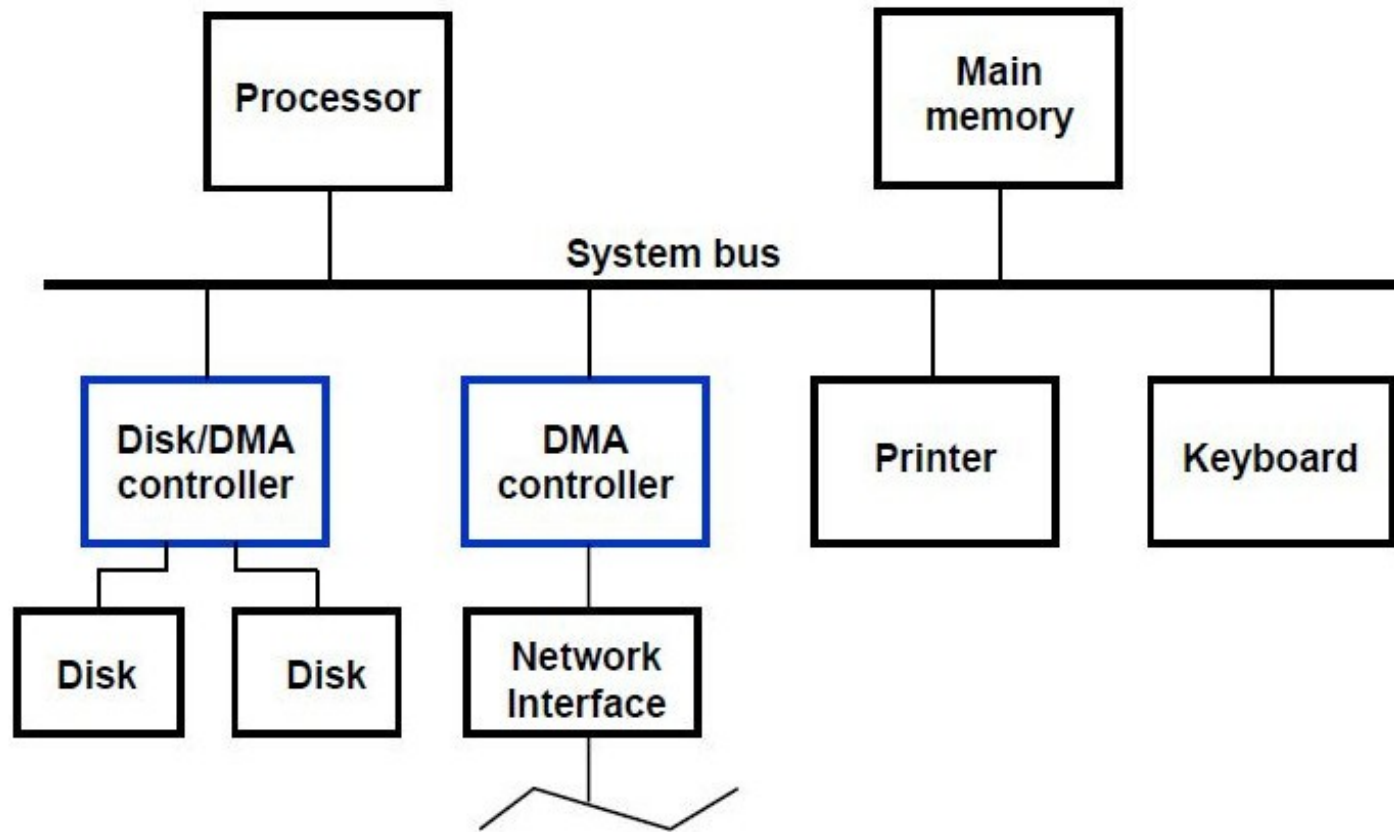 Processor
Main
memory
System bus
Disk/DMA
controller
DMA
controller
Printer
Keyboard
Disk
Disk
Network
Interface